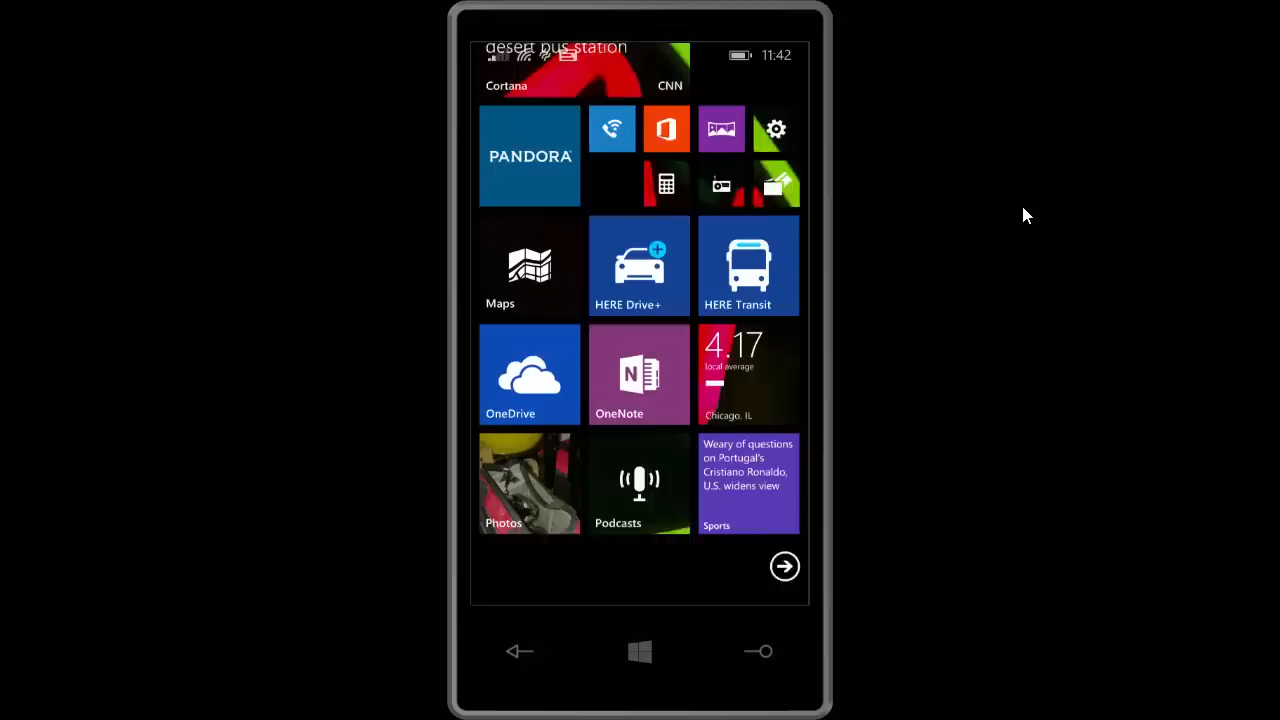 desert bus station
11:42
Cortana
CNN
PANDORA
Maps
HERE Drive+
HERE Transit
OneDrive
N
OneNote
4.17
local average
Chicago, IL
Photos
Podcasts
Weary of questions
on Portugal's
Cristiano Ronaldo,
U.S. widens view
Sports